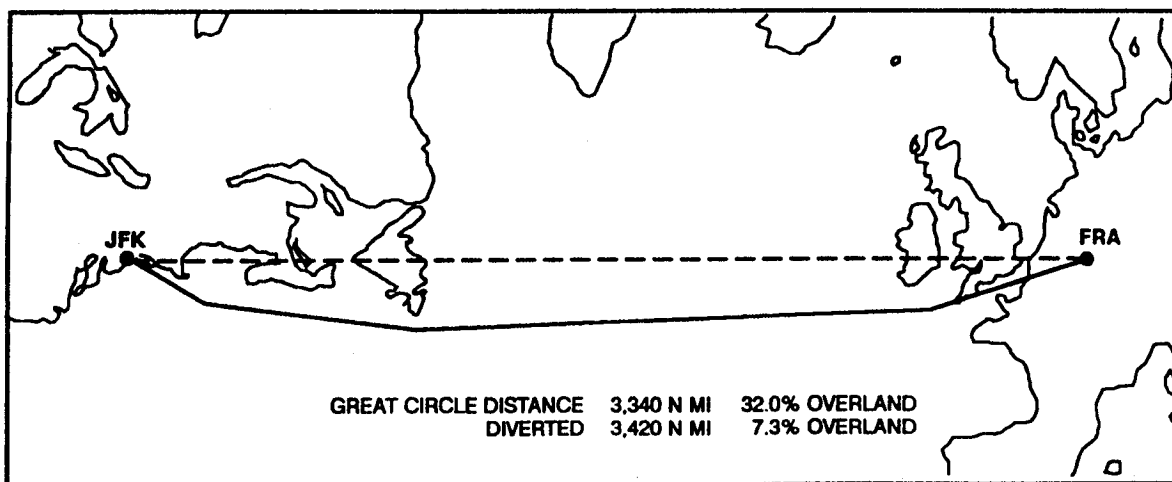 JFK
FRA
GREAT CIRCLE DISTANCE 3,340 N MI 32.0% OVERLAND
DIVERTED 3,420 N MI 7.3% OVERLAND